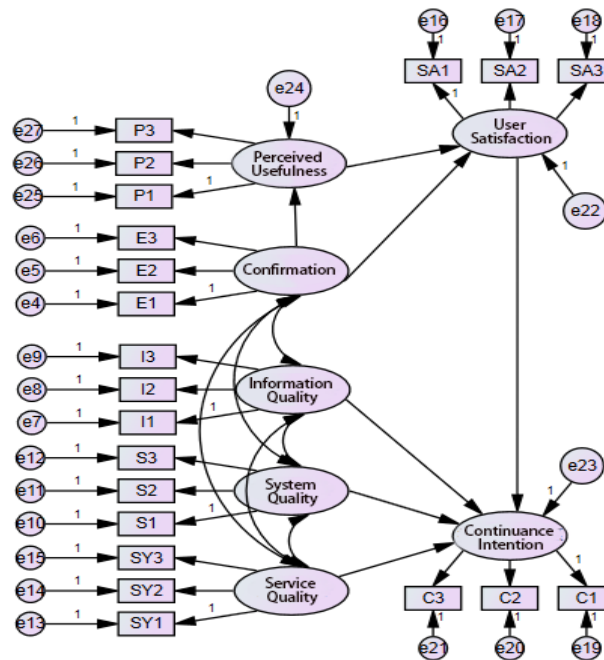 e16 e17 e18
1 1 1
SA1 SA2 SA3
1
e24
1
User
Satisfaction
e27 1 P3
e26 1 P2
e25 1 P1
1
Perceived
Usefulness
1
e22
e6 1 E3
e5 1 E2
e4 1 E1
1
Confirmation
e9 1 I3
e8 1 I2
e7 1 I1
1
Information
Quality
e12 1 S3
e11 1 S2
e10 1 S1
1
System
Quality
e23
1
Continuance
Intention
e15 1 SY3
e14 1 SY2
e13 1 SY1
1
Service
Quality
1
C3 C2 C1
1 1 1
e21 e20 e19